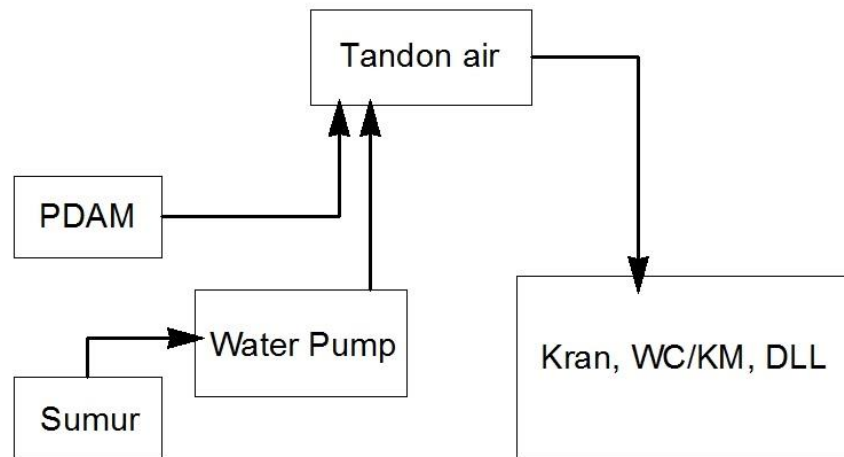 Tandon air
PDAM
Water Pump
Kran, WC/KM, DLL
Sumur